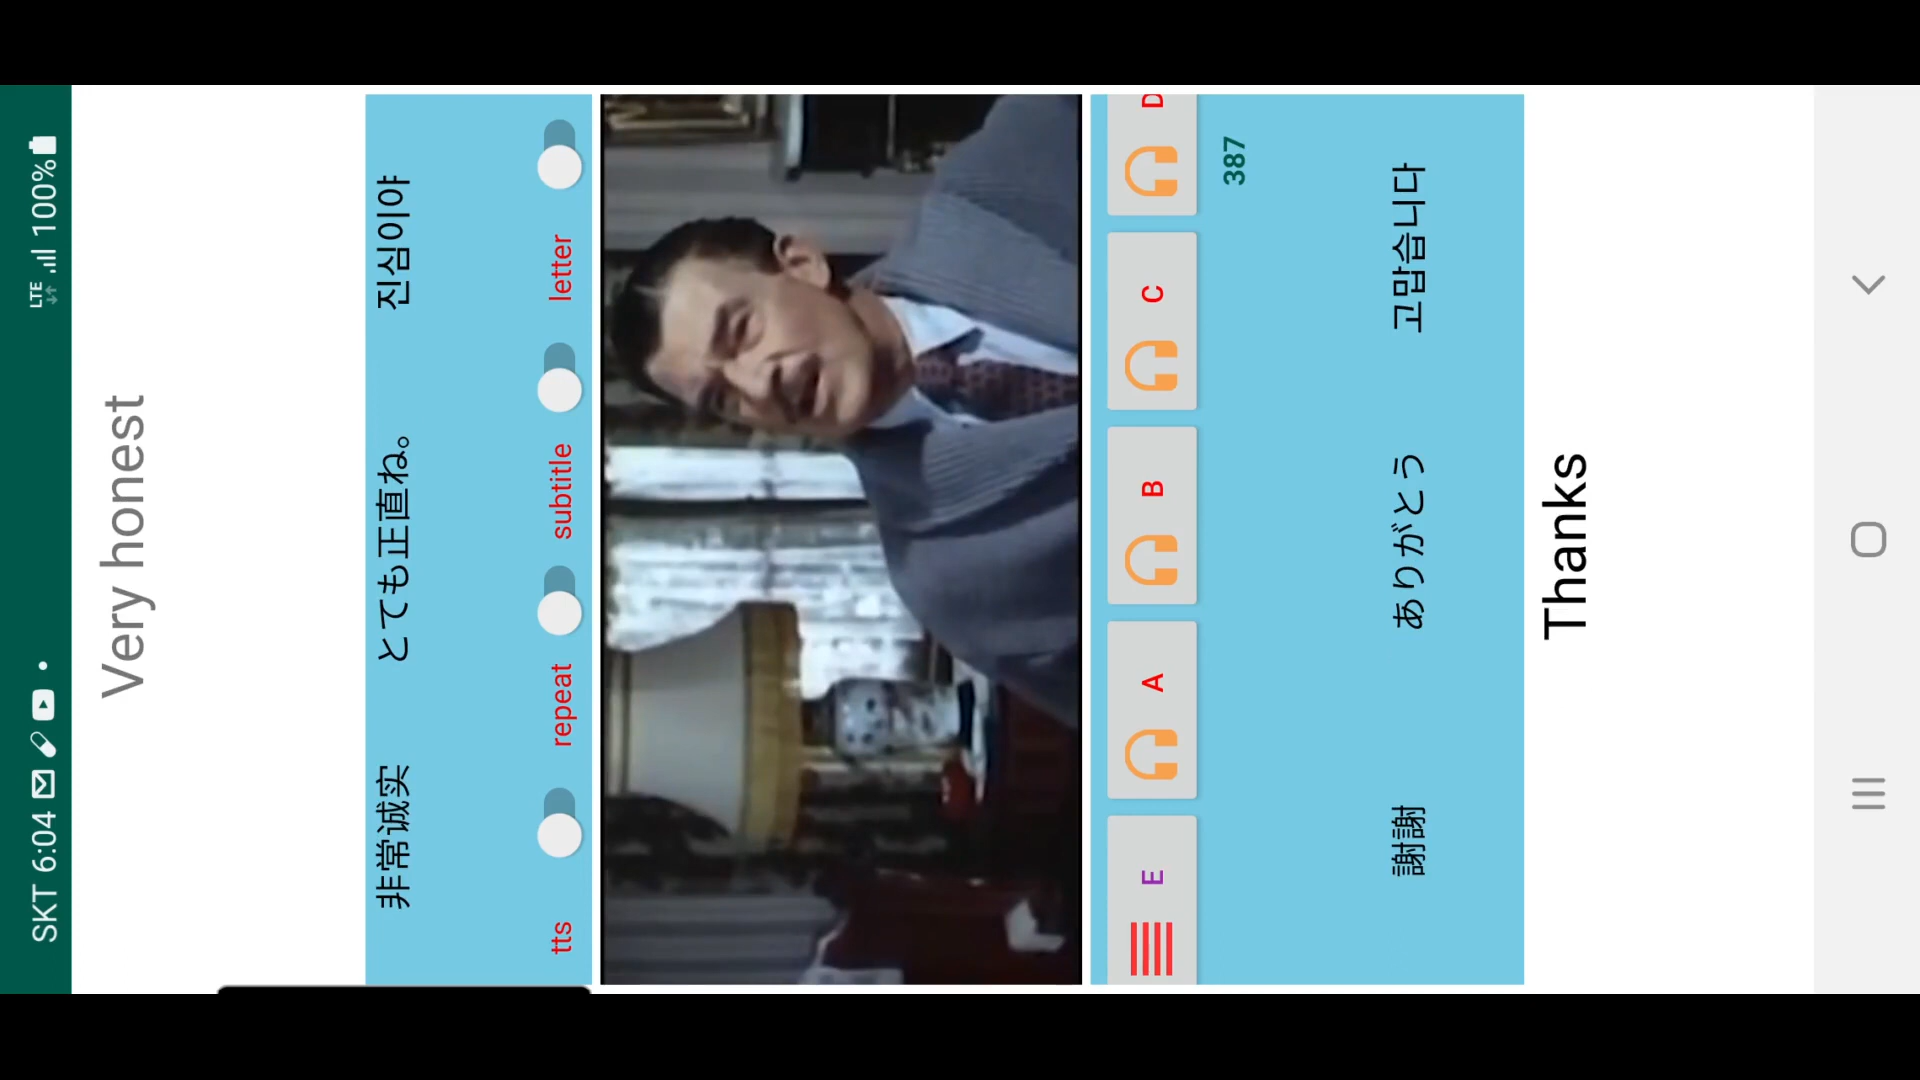 SKT 6:04 LTE 100%
Very honest
非常诚实 とても正直ね。 진심이야
tts repeat subtitle letter
E A B C D
387
謝謝 ありがとう 고맙습니다
Thanks